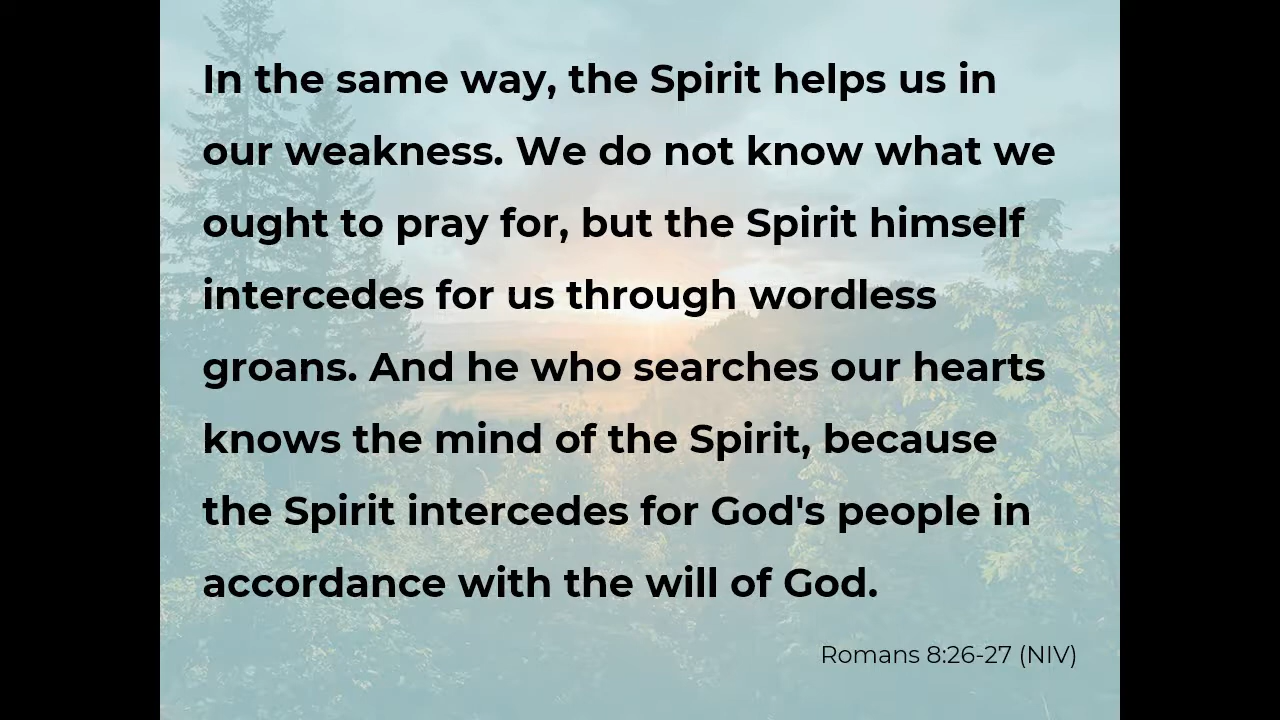 In the same way, the Spirit helps us in
our weakness. We do not know what we
ought to pray for, but the Spirit himself
intercedes for us through wordless
groans. And he who searches our hearts
knows the mind of the Spirit, because
the Spirit intercedes for God's people in
accordance with the will of God.
Romans 8:26-27 (NIV)